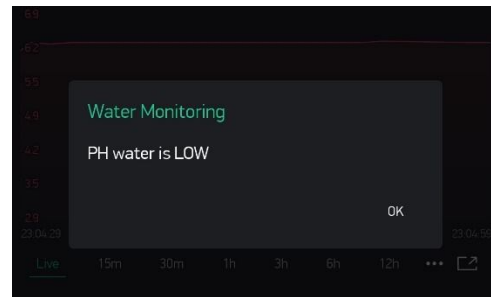 6.9
6.2
5.5
4.9
4.2
3.5
2.9
Water Monitoring
PH water is LOW
OK
23:04:29
23:04:59
Live 15m 30m 1h 3h 6h 12h